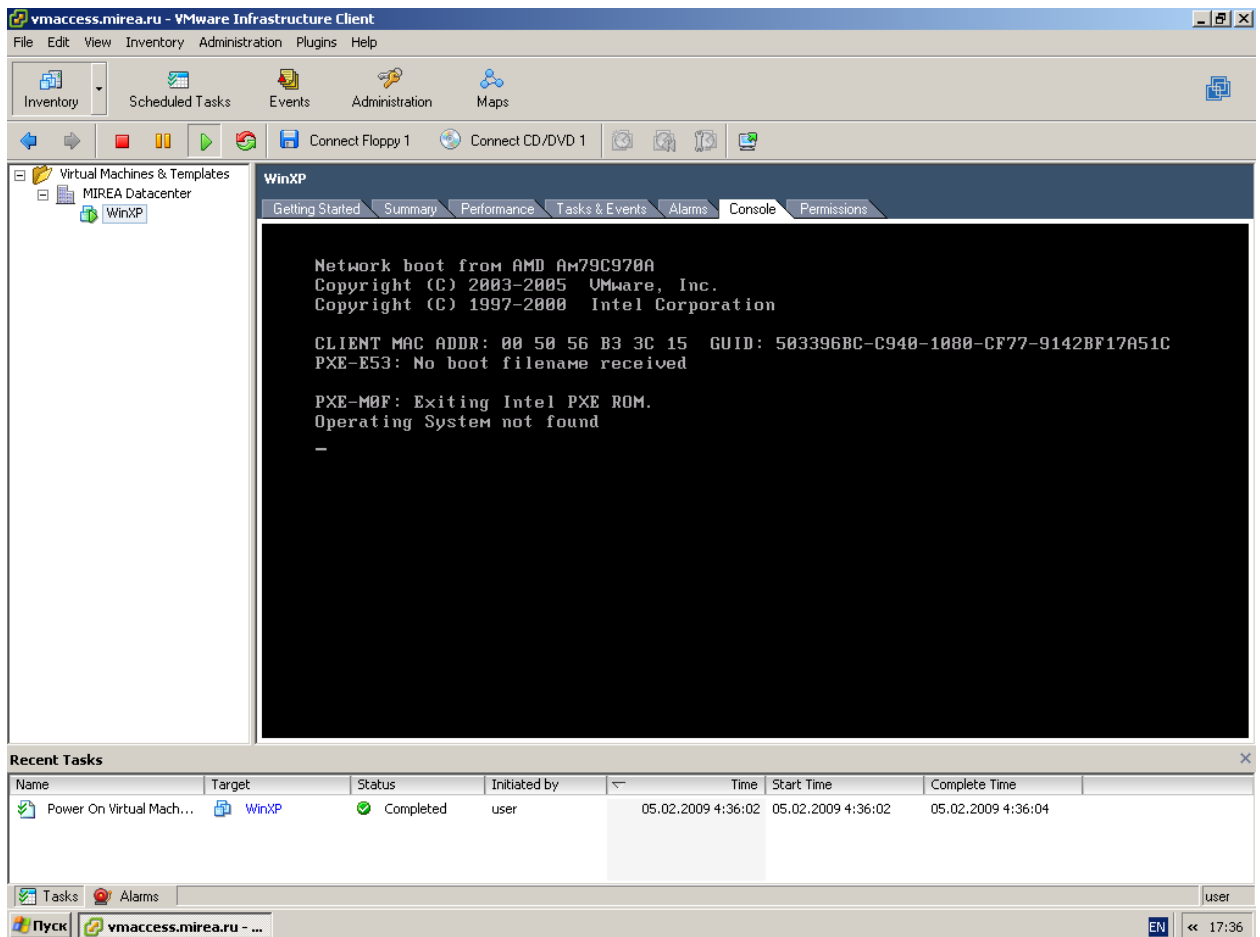 vmaccess.mirea.ru - VMware Infrastructure Client
File Edit View Inventory Administration Plugins Help
Inventory Scheduled Tasks Events Administration Maps
Connect Floppy 1 Connect CD/DVD 1
Virtual Machines & Templates
MIREA Datacenter
WinXP
WinXP
Getting Started Summary Performance Tasks & Events Alarms Console Permissions
Network boot from AMD Am79C970A
Copyright (C) 2003-2005 VMware, Inc.
Copyright (C) 1997-2000 Intel Corporation
CLIENT MAC ADDR: 00 50 56 B3 3C 15 GUID: 503396BC-C940-1080-CF77-9142BF17A51C
PXE-E53: No boot filename received
PXE-M0F: Exiting Intel PXE ROM.
Operating System not found
Recent Tasks
Name Target Status Initiated by Time Start Time Complete Time
Power On Virtual Mach... WinXP Completed user 05.02.2009 4:36:02 05.02.2009 4:36:02 05.02.2009 4:36:04
Tasks Alarms user
Пуск vmaccess.mirea.ru - ... EN « 17:36